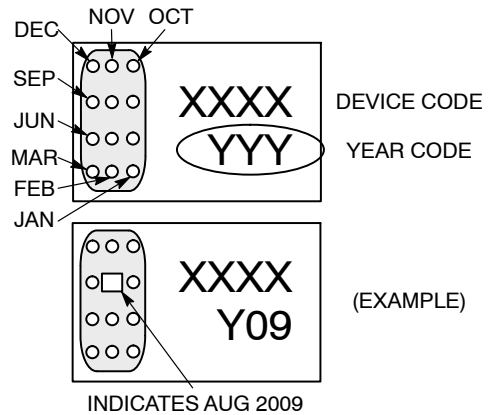 NOV OCT
DEC
SEP
XXXX DEVICE CODE
JUN
YYY YEAR CODE
MAR
FEB
JAN
XXXX
(EXAMPLE)
Y09
INDICATES AUG 2009